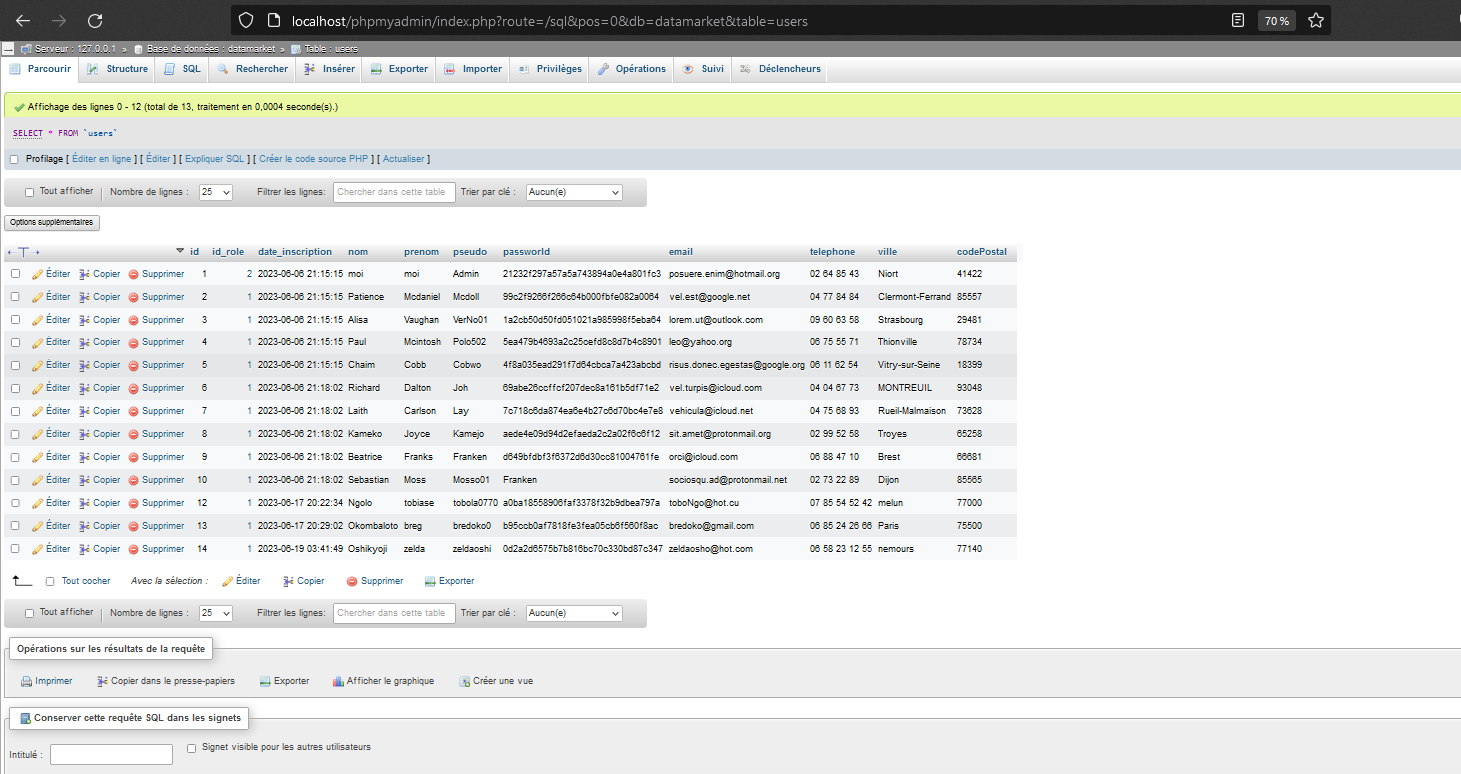 localhost/phpmyadmin/index.php?route=/sql&pos=0&db=datamarket&table=users
70 %
Serveur : 127.0.0.1 » Base de données : datamarket » Table : users
Parcourir Structure SQL Rechercher Insérer Exporter Importer Privilèges Opérations Suivi Déclencheurs
Affichage des lignes 0 - 12 (total de 13, traitement en 0,0004 seconde(s).)
SELECT * FROM `users`
Profilage [ Éditer en ligne ] [ Éditer ] [ Expliquer SQL ] [ Créer le code source PHP ] [ Actualiser ]
Tout afficher Nombre de lignes : 25 Filtrer les lignes: Chercher dans cette table Trier par clé : Aucun(e)
Options supplémentaires
id id_role date_inscription nom prenom pseudo passworld email telephone ville codePostal
Éditer Copier Supprimer 1 2 2023-06-06 21:15:15 moi moi Admin 21232f297a57a5a743894a0e4a801fc3 posuere.enim@hotmail.org 02 64 85 43 Niort 41422
Éditer Copier Supprimer 2 1 2023-06-06 21:15:15 Patience Mcdaniel Mcdoll 99c2f9266f266c64b000fbfe082a0064 vel.est@google.net 04 77 84 84 Clermont-Ferrand 85557
Éditer Copier Supprimer 3 1 2023-06-06 21:15:15 Alisa Vaughan VerNo01 1a2cb50d50fd051021a985998f5eba64 lorem.ut@outlook.com 09 60 63 58 Strasbourg 29481
Éditer Copier Supprimer 4 1 2023-06-06 21:15:15 Paul Mcintosh Polo502 5ea479b4693a2c25cefd8c8d7b4c8901 leo@yahoo.org 06 75 55 71 Thionville 78734
Éditer Copier Supprimer 5 1 2023-06-06 21:15:15 Chaim Cobb Cobwo 4f8a035ead291f7d64cbca7a423abcbd risus.donec.egestas@google.org 06 11 62 54 Vitry-sur-Seine 18399
Éditer Copier Supprimer 6 1 2023-06-06 21:18:02 Richard Dalton Joh 69abe26ccffcf207dec8a161b5df71e2 vel.turpis@icloud.com 04 04 67 73 MONTREUIL 93048
Éditer Copier Supprimer 7 1 2023-06-06 21:18:02 Laith Carlson Lay 7c718c6da874ea6e4b27c6d70bc4e7e8 vehicula@icloud.net 04 75 68 93 Rueil-Malmaison 73628
Éditer Copier Supprimer 8 1 2023-06-06 21:18:02 Kameko Joyce Kamejo aede4e09d94d2efaeda2c2a02f6c6f12 sit.amet@protonmail.org 02 99 52 58 Troyes 65258
Éditer Copier Supprimer 9 1 2023-06-06 21:18:02 Beatrice Franks Franken d649bfdbf3f6372d6d30cc81004761fe orci@icloud.com 06 88 47 10 Brest 66681
Éditer Copier Supprimer 10 1 2023-06-06 21:18:02 Sebastian Moss Mosso01 Franken sociosqu.ad@protonmail.net 02 73 22 89 Dijon 85565
Éditer Copier Supprimer 12 1 2023-06-17 20:22:34 Ngolo tobiase tobola0770 a0ba18558906faf3378f32b9dbea797a toboNgo@hot.cu 07 85 54 52 42 melun 77000
Éditer Copier Supprimer 13 1 2023-06-17 20:29:02 Okombaloto breg bredoko0 b95ccb0af7818fe3fea05cb6f560f8ac bredoko@gmail.com 06 85 24 26 66 Paris 75500
Éditer Copier Supprimer 14 1 2023-06-19 03:41:49 Oshikyoji zelda zeldaoshi 0d2a2d6575b7b816bc70c330bd87c347 zeldaosho@hot.com 06 58 23 12 55 nemours 77140
Tout cocher Avec la sélection : Éditer Copier Supprimer Exporter
Tout afficher Nombre de lignes : 25 Filtrer les lignes: Chercher dans cette table Trier par clé : Aucun(e)
Opérations sur les résultats de la requête
Imprimer Copier dans le presse-papiers Exporter Afficher le graphique Créer une vue
Conserver cette requête SQL dans les signets
Intitulé : Signet visible pour les autres utilisateurs